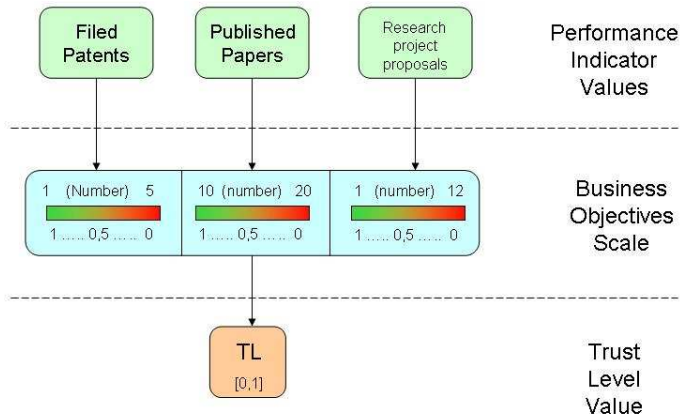 Filed
Patents
Published
Papers
Research
project
proposals
Performance
Indicator
Values
1 (Number) 5
10 (number) 20
1 (number) 12
1 ..... 0,5 ..... 0
1 ..... 0,5 ..... 0
1 ..... 0,5 ..... 0
Business
Objectives
Scale
TL
[0,1]
Trust
Level
Value